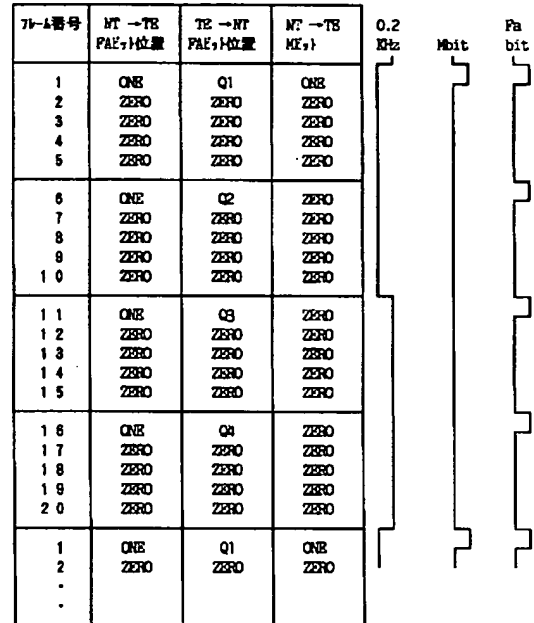 ﾌﾚｰﾑ番号 NT→TE TE→NT NT→TE 0.2 Fa
FAﾋﾞｯﾄ位置 FAﾋﾞｯﾄ位置 Mﾋﾞｯﾄ KHz Mbit bit
1 ONE Q1 ONE
2 ZERO ZERO ZERO
3 ZERO ZERO ZERO
4 ZERO ZERO ZERO
5 ZERO ZERO ZERO
6 ONE Q2 ZERO
7 ZERO ZERO ZERO
8 ZERO ZERO ZERO
9 ZERO ZERO ZERO
10 ZERO ZERO ZERO
11 ONE Q3 ZERO
12 ZERO ZERO ZERO
13 ZERO ZERO ZERO
14 ZERO ZERO ZERO
15 ZERO ZERO ZERO
16 ONE Q4 ZERO
17 ZERO ZERO ZERO
18 ZERO ZERO ZERO
19 ZERO ZERO ZERO
20 ZERO ZERO ZERO
1 ONE Q1 ONE
2 ZERO ZERO ZERO